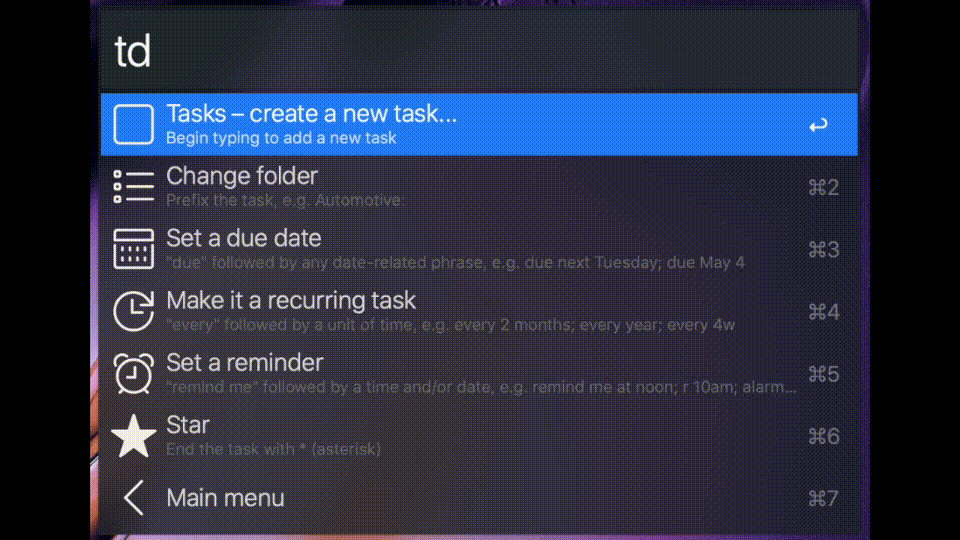 td
Tasks – create a new task...
Begin typing to add a new task
Change folder
Prefix the task, e.g. Automotive:
⌘2
Set a due date
"due" followed by any date-related phrase, e.g. due next Tuesday; due May 4
⌘3
Make it a recurring task
"every" followed by a unit of time, e.g. every 2 months; every year; every 4w
⌘4
Set a reminder
"remind me" followed by a time and/or date, e.g. remind me at noon; r 10am; alarm...
⌘5
Star
End the task with * (asterisk)
⌘6
Main menu
⌘7